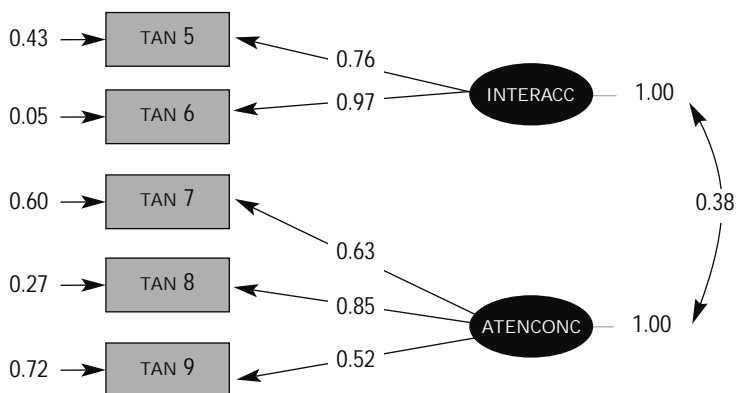 0.43 TAN 5
0.76
INTERACC 1.00
0.97
0.05 TAN 6
0.60 TAN 7
0.38
0.63
0.27 TAN 8
0.85
ATENCONC 1.00
0.52
0.72 TAN 9